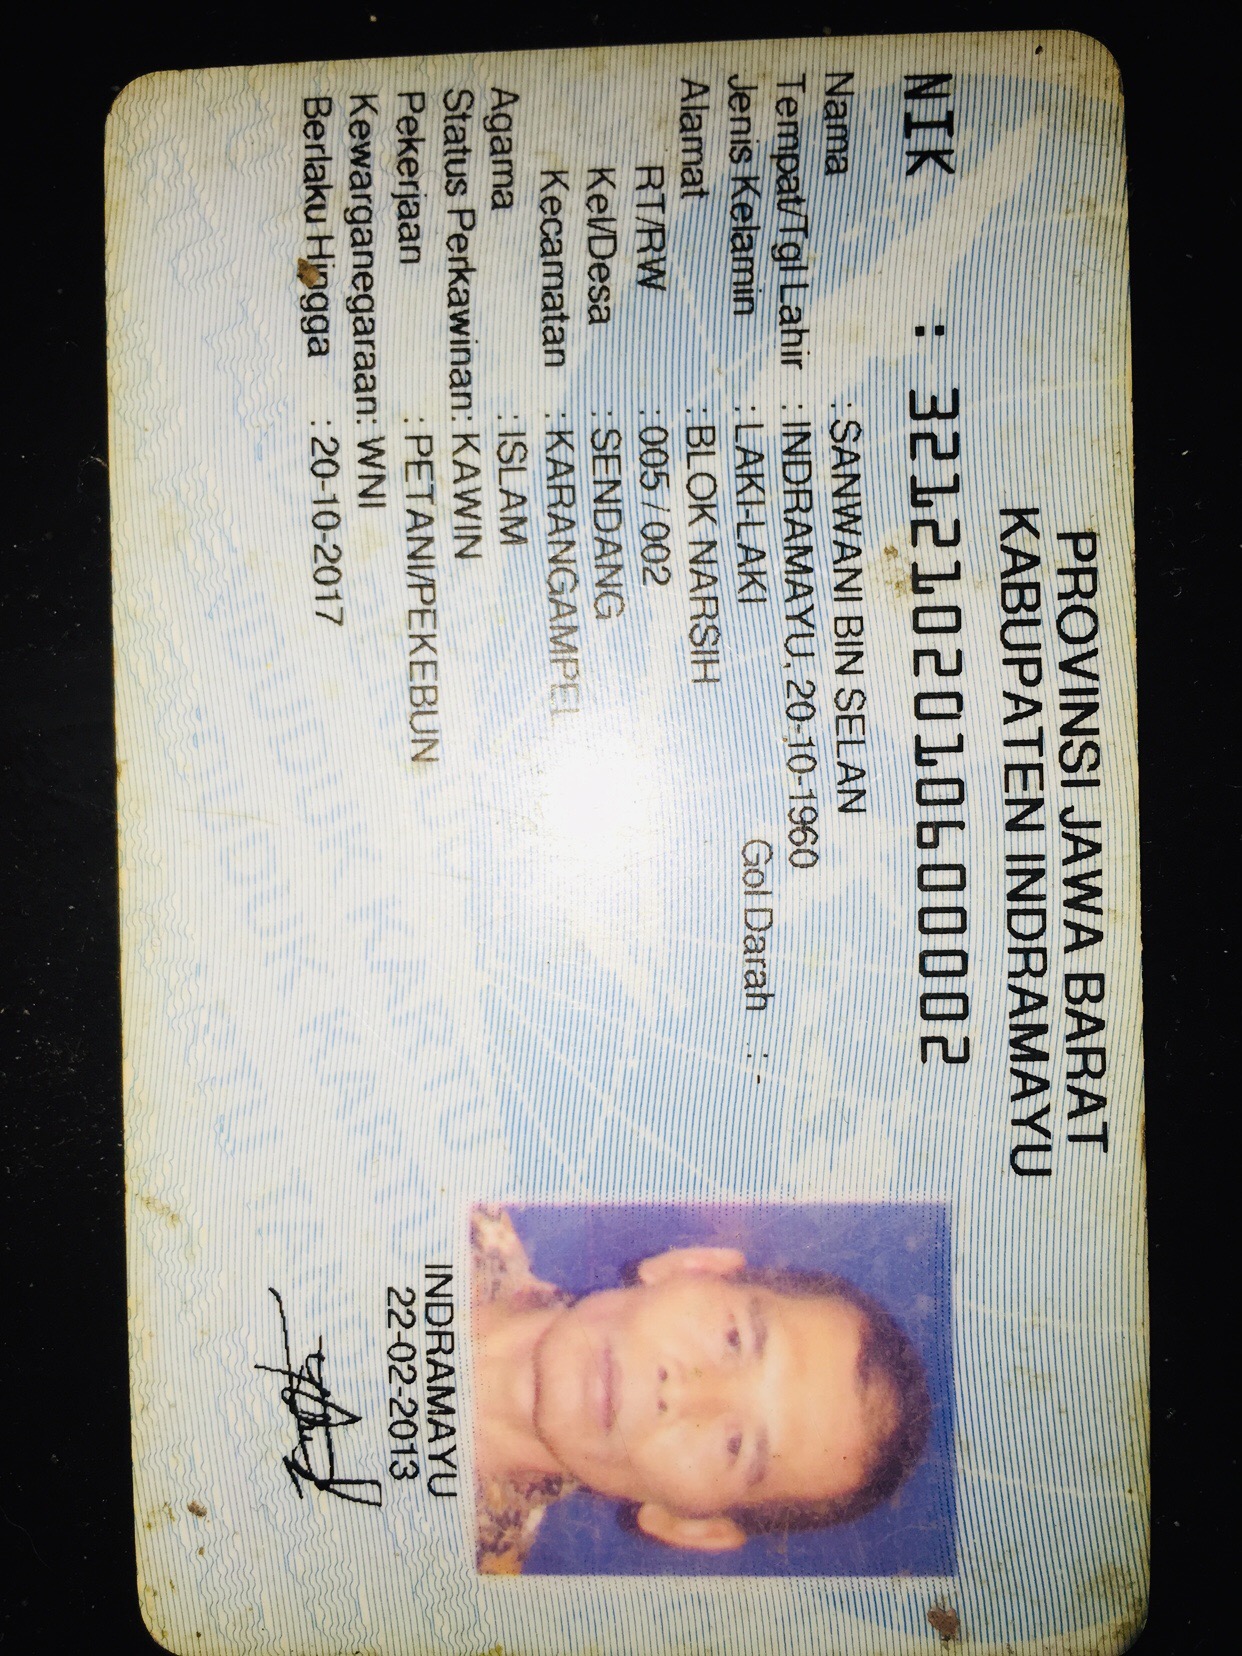 PROVINSI JAWA BARAT
KABUPATEN INDRAMAYU
NIK : 3212102010600002
Nama : SANWANI BIN SELAN
Tempat/Tgl Lahir : INDRAMAYU, 20-10-1960
Jenis Kelamin : LAKI-LAKI Gol Darah : -
Alamat : BLOK NARSIH
RT/RW : 005 / 002
Kel/Desa : SENDANG
Kecamatan : KARANGAMPEL
Agama : ISLAM
Status Perkawinan: KAWIN
Pekerjaan : PETANI/PEKEBUN
Kewarganegaraan: WNI
Berlaku Hingga : 20-10-2017
INDRAMAYU
22-02-2013